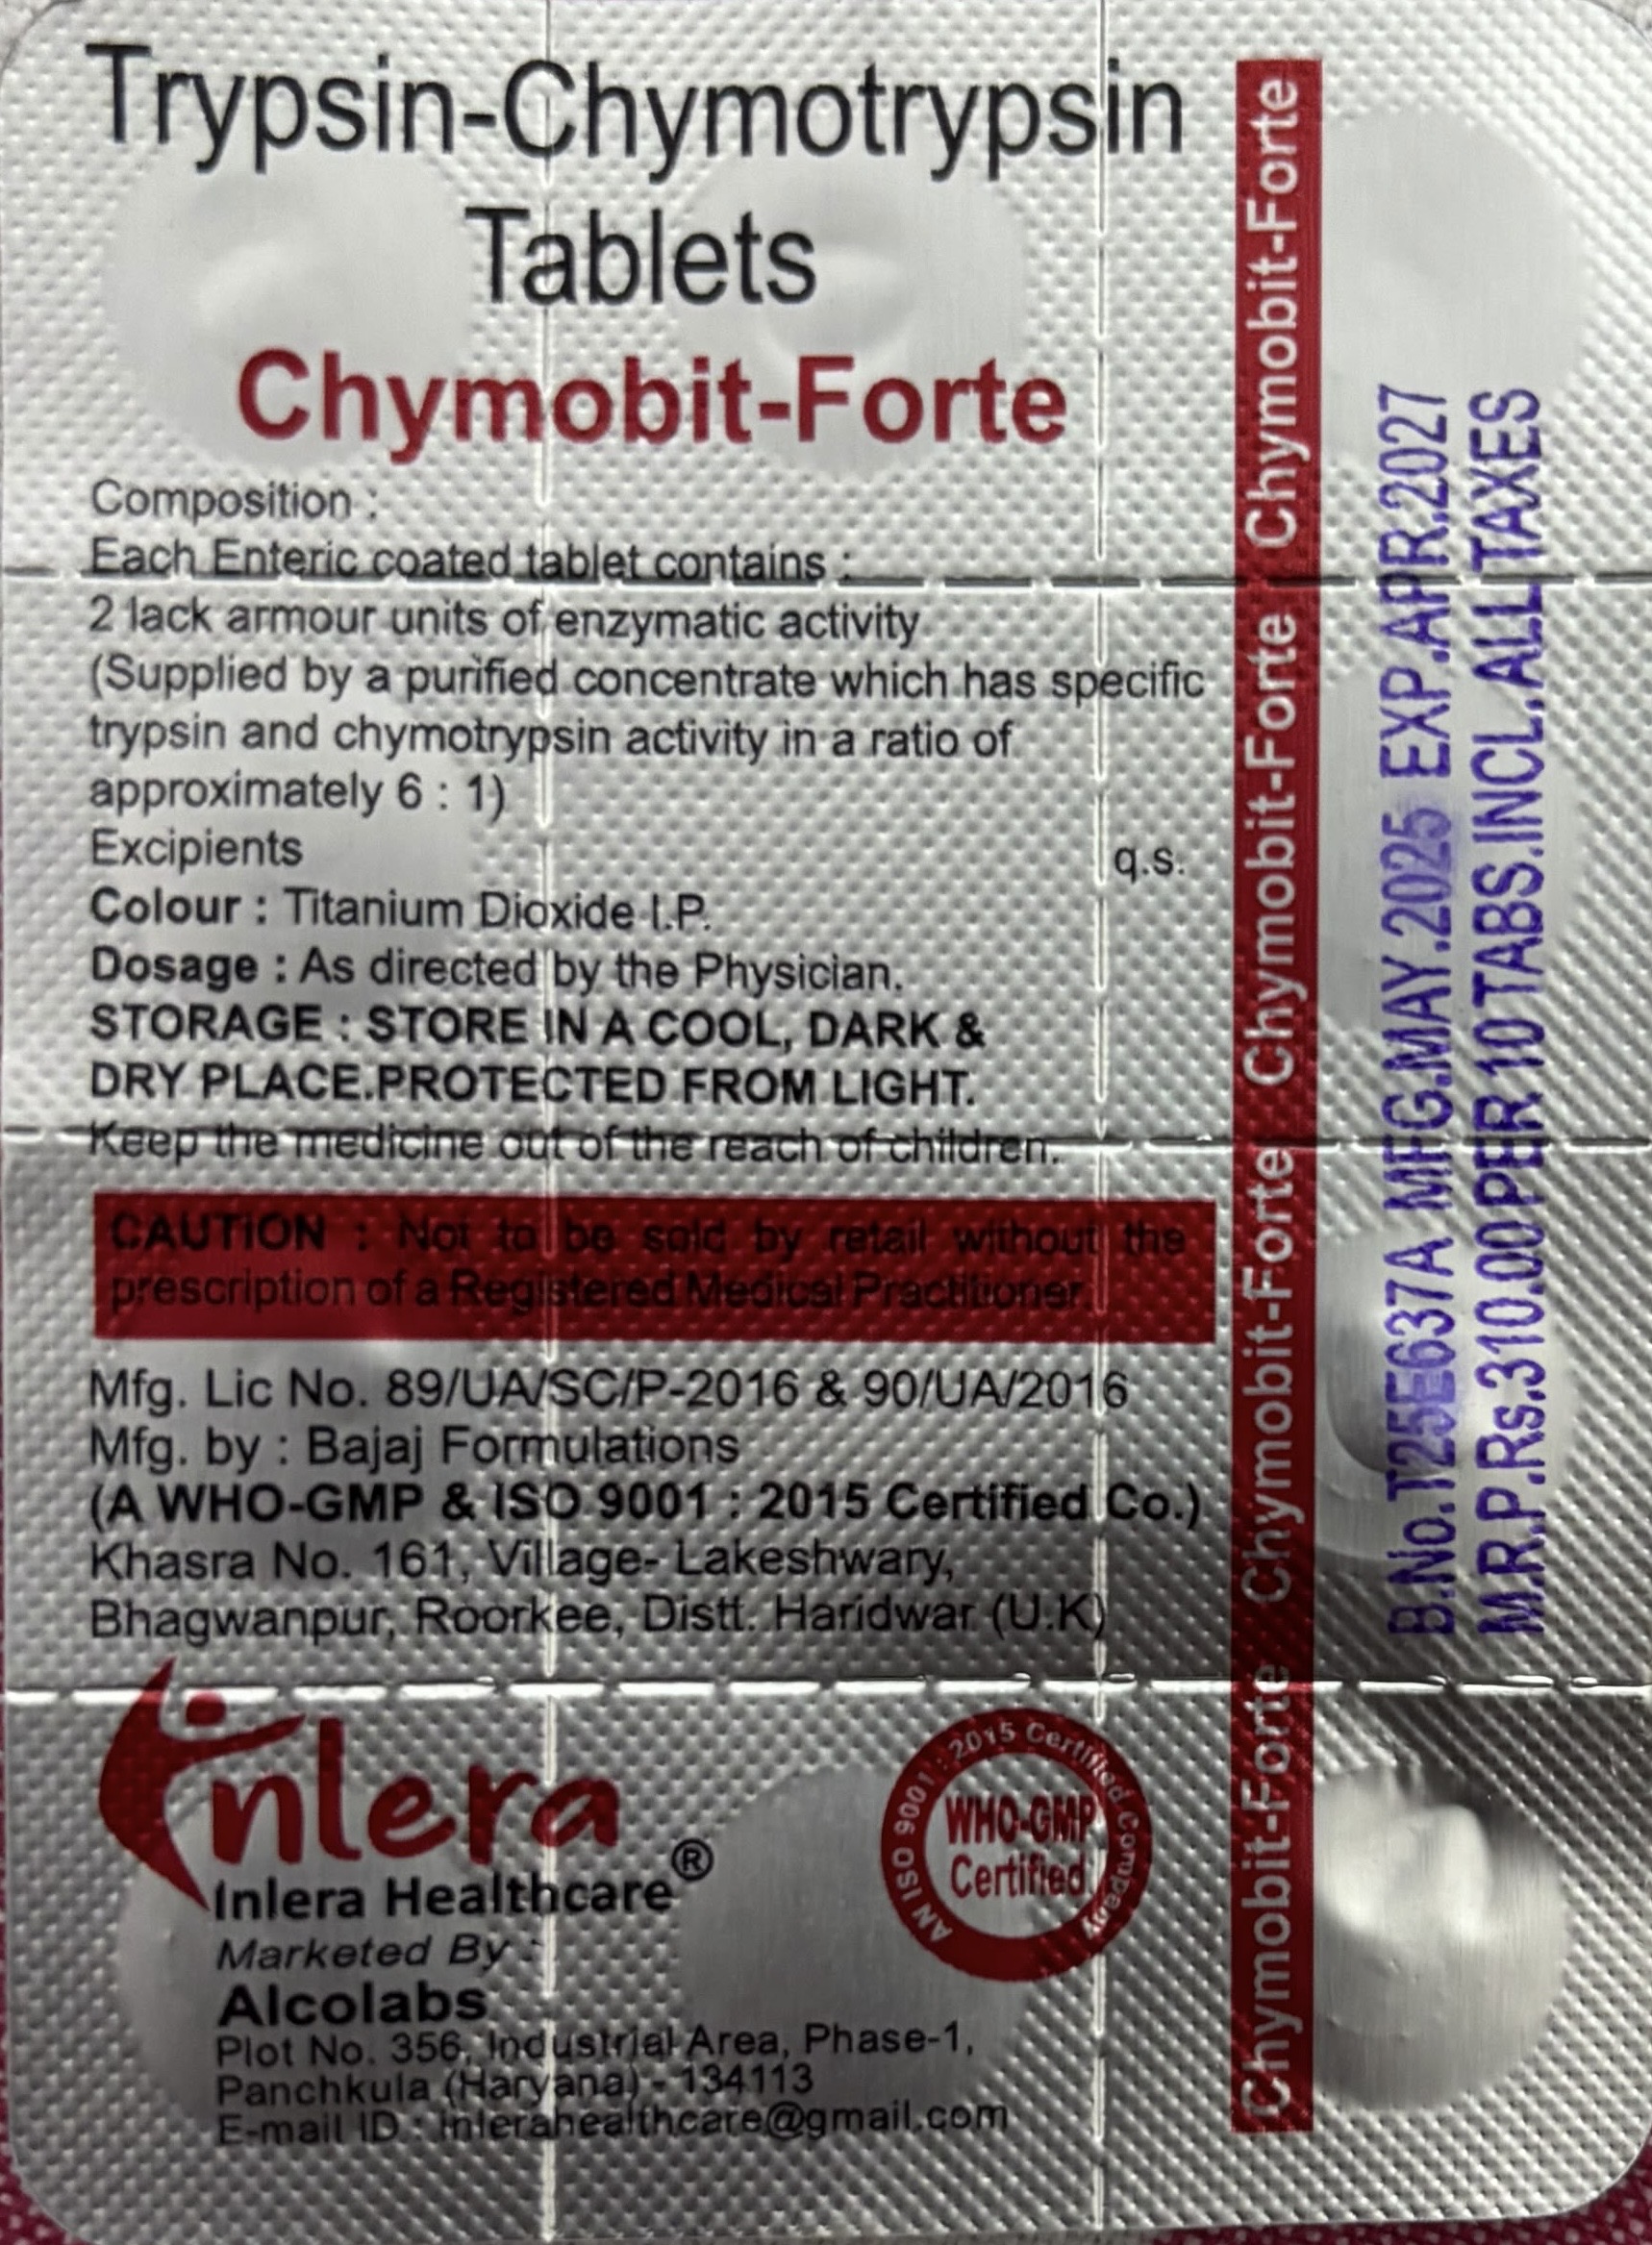 Trypsin-Chymotrypsin
Tablets
Chymobit-Forte
Composition :
Each Enteric coated tablet contains :
2 lack armour units of enzymatic activity
(Supplied by a purified concentrate which has specific
trypsin and chymotrypsin activity in a ratio of
approximately 6 : 1)
Excipients q.s.
Colour : Titanium Dioxide I.P.
Dosage : As directed by the Physician.
STORAGE : STORE IN A COOL, DARK &
DRY PLACE.PROTECTED FROM LIGHT.
Keep the medicine out of the reach of children.
CAUTION : Not to be sold by retail without the
prescription of a Registered Medical Practitioner.
Mfg. Lic No. 89/UA/SC/P-2016 & 90/UA/2016
Mfg. by : Bajaj Formulations
(A WHO-GMP & ISO 9001 : 2015 Certified Co.)
Khasra No. 161, Village- Lakeshwary,
Bhagwanpur, Roorkee, Distt. Haridwar (U.K)
Inlera ®
Inlera Healthcare
Marketed By :
Alcolabs
Plot No. 356, Industrial Area, Phase-1,
Panchkula (Haryana) - 134113
E-mail ID : inlerahealthcare@gmail.com
AN ISO 9001 : 2015 Certified Company
WHO-GMP
Certified
Chymobit-Forte Chymobit-Forte Chymobit-Forte Chymobit-Forte
B.No.T25E637A MFG.MAY.2025 EXP.APR.2027
M.R.P.Rs.310.00 PER 10 TABS.INCL.ALL TAXES